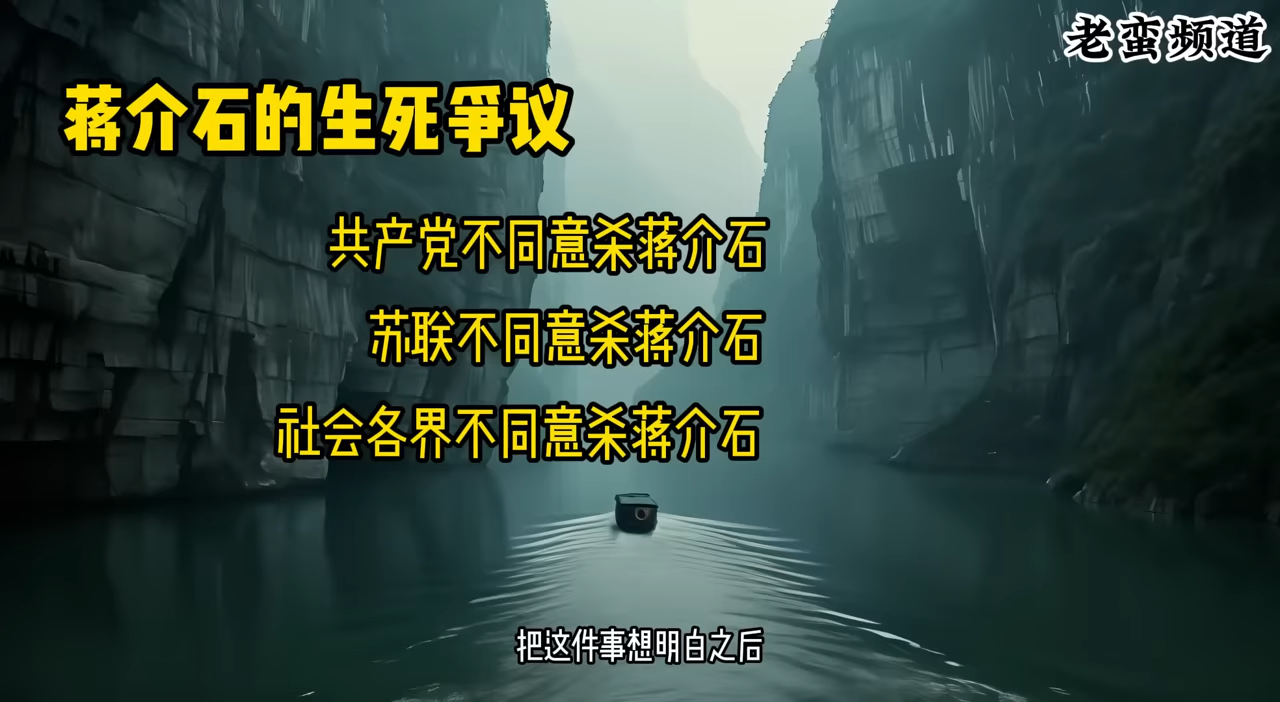 老蛮频道
蒋介石的生死争议
共产党不同意杀蒋介石
苏联不同意杀蒋介石
社会各界不同意杀蒋介石
把这件事想明白之后